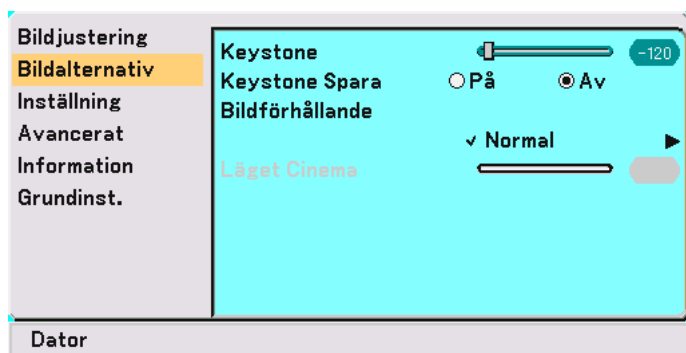 Bildjustering
Bildalternativ
Inställning
Avancerat
Information
Grundinst.
Keystone -120
Keystone Spara På Av
Bildförhållande
✓ Normal
Läget Cinema
Dator